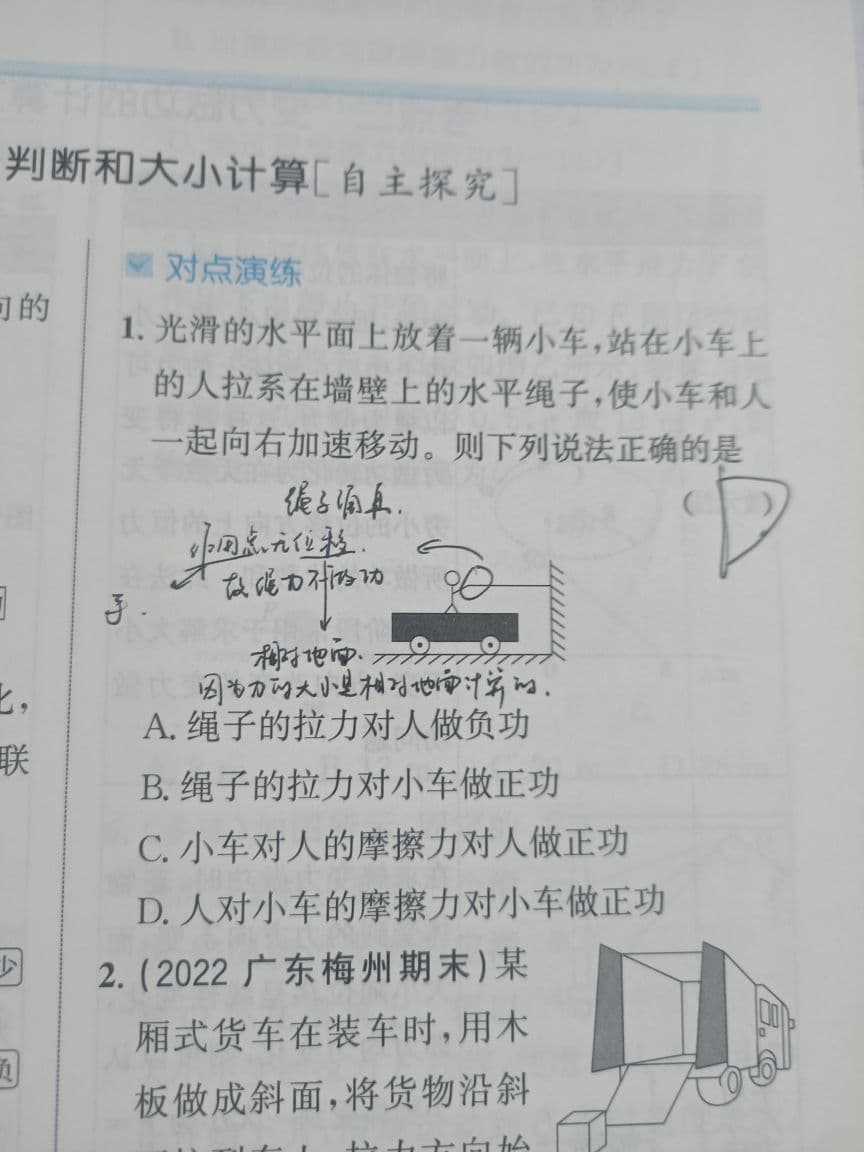 判断和大小计算[自主探究]
向的
对点演练
1. 光滑的水平面上放着一辆小车,站在小车上
的人拉系在墙壁上的水平绳子,使小车和人
一起向右加速移动。则下列说法正确的是
( D )
作用点无位移.
故绳力不做功
手.
相对地面.
因为力的大小是相对地面计算的.
化,
联
A. 绳子的拉力对人做负功
B. 绳子的拉力对小车做正功
C. 小车对人的摩擦力对人做正功
D. 人对小车的摩擦力对小车做正功
少
负
2. (2022 广东梅州期末)某
厢式货车在装车时,用木
板做成斜面,将货物沿斜